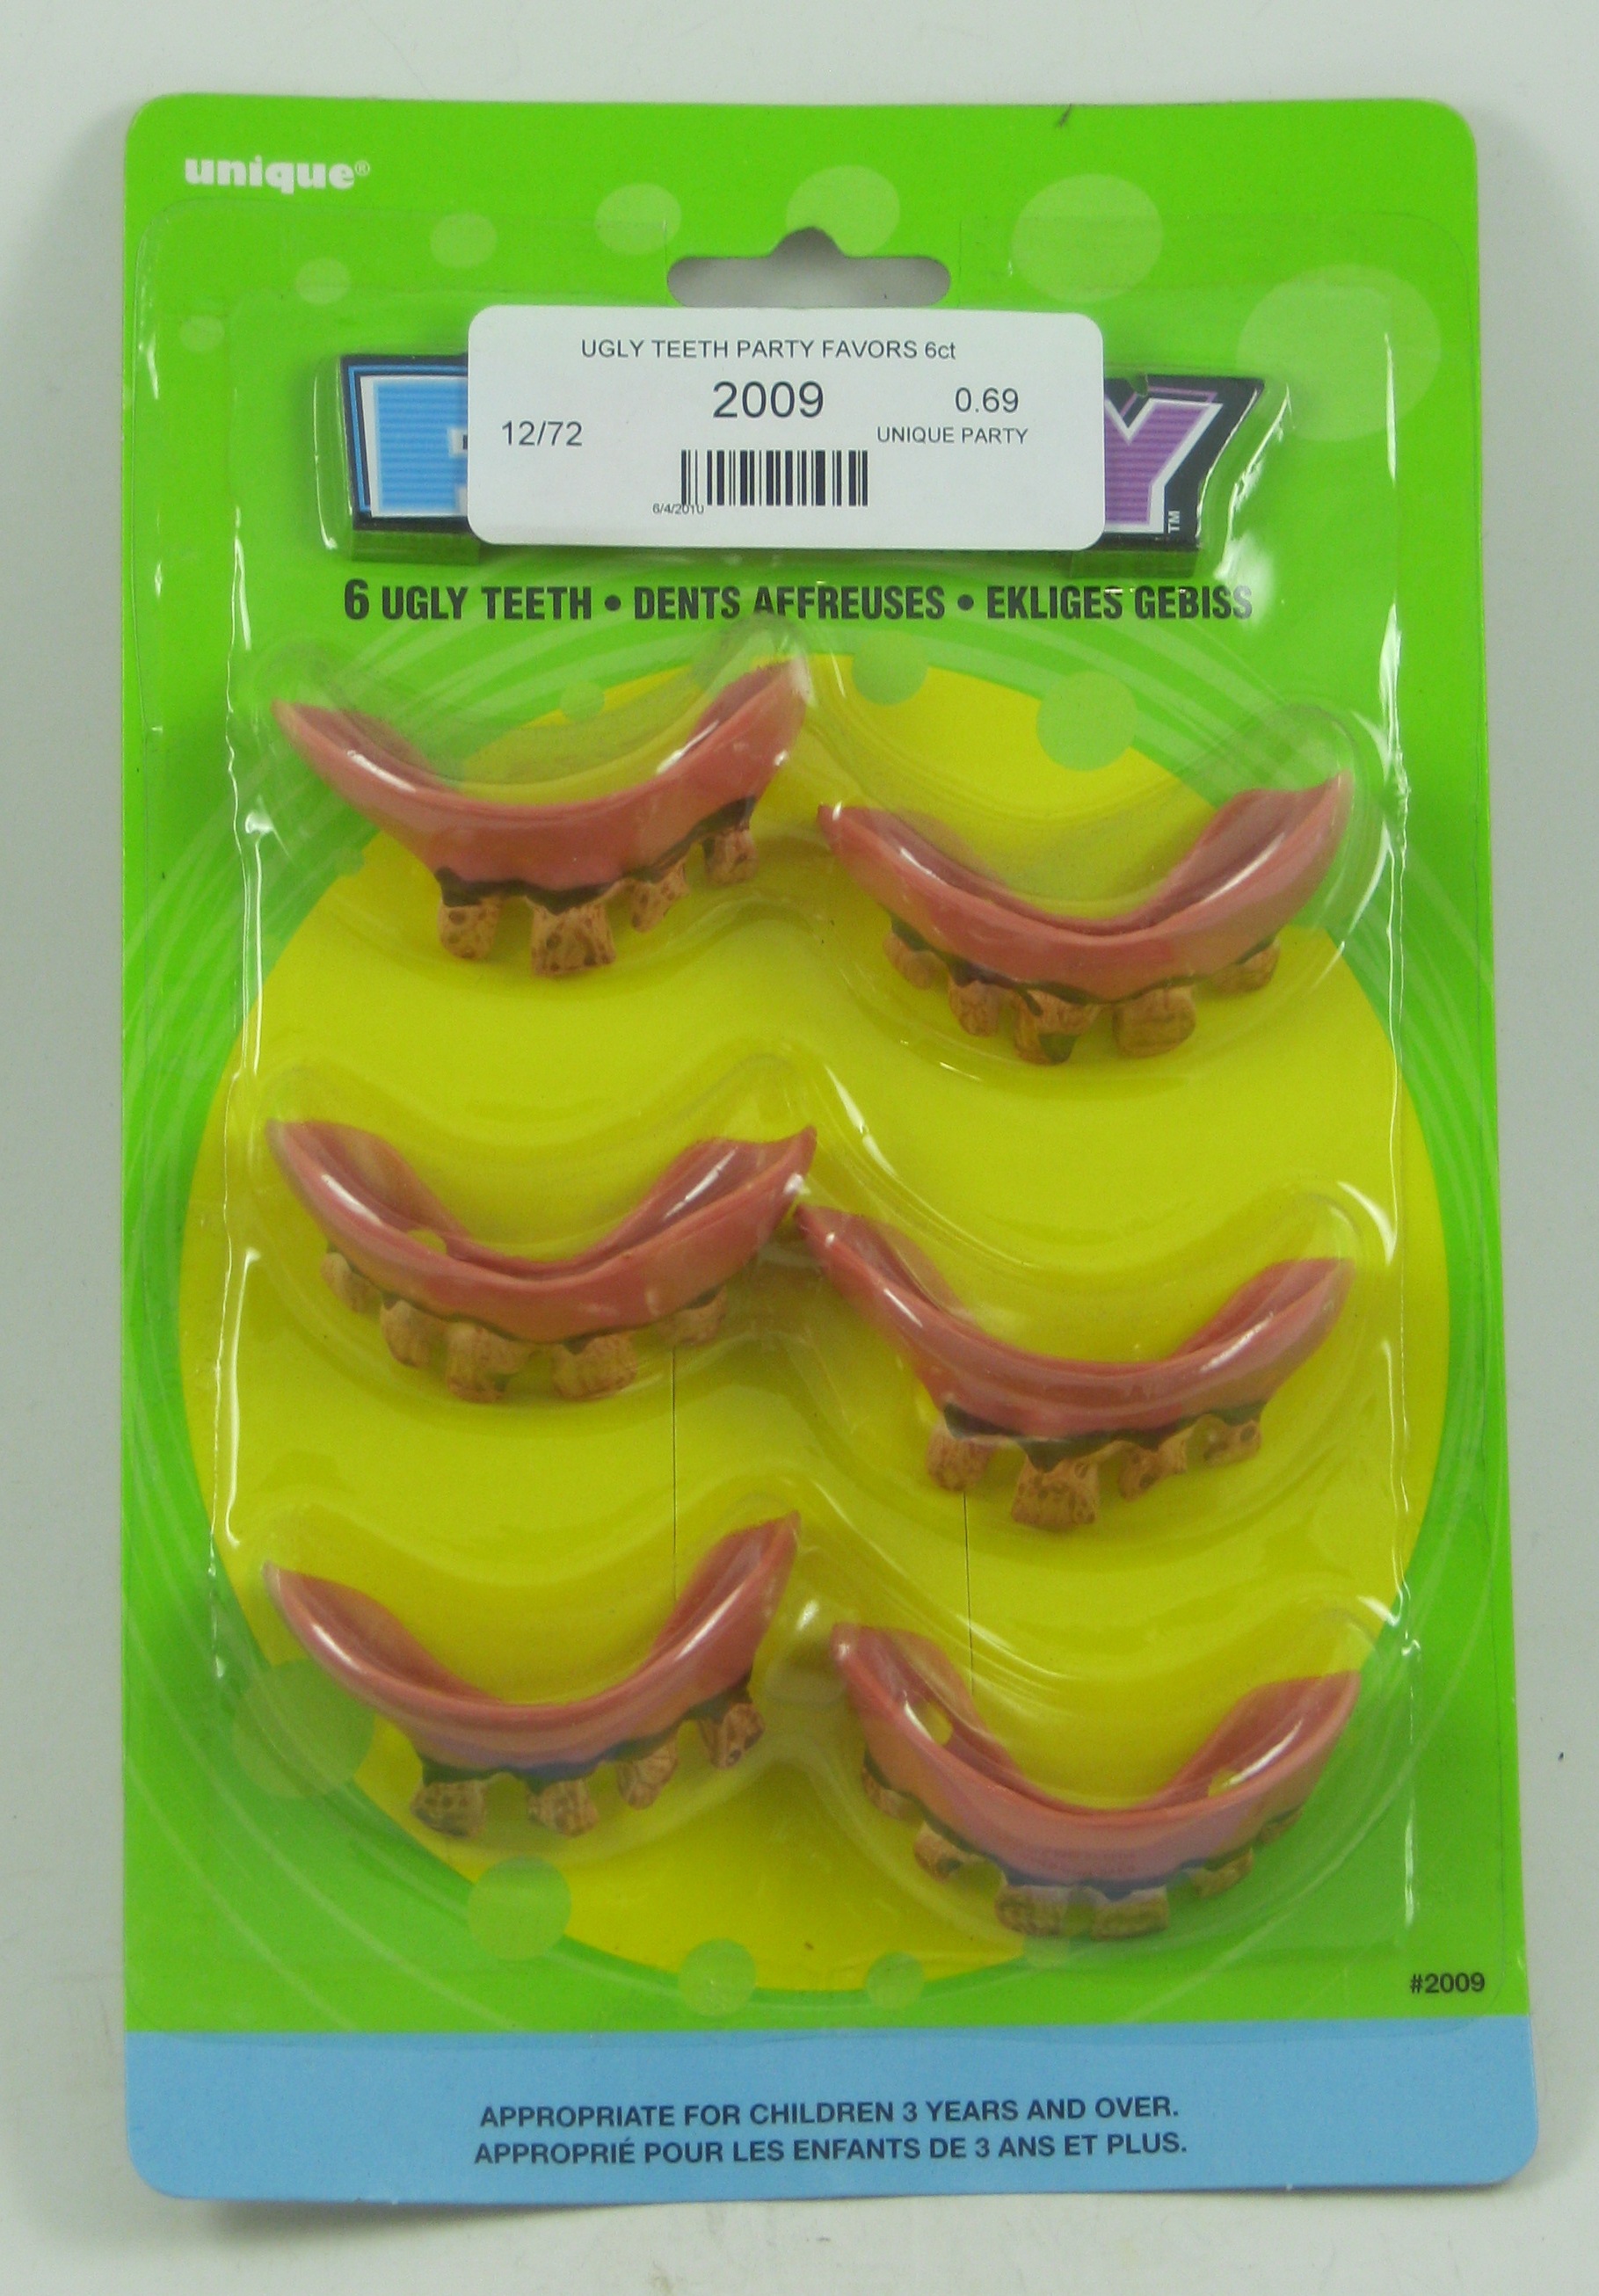 unique®
UGLY TEETH PARTY FAVORS 6ct
2009
0.69
12/72
UNIQUE PARTY
6/4/2010
Y™
6 UGLY TEETH • DENTS AFFREUSES • EKLIGES GEBISS
#2009
APPROPRIATE FOR CHILDREN 3 YEARS AND OVER.
APPROPRIÉ POUR LES ENFANTS DE 3 ANS ET PLUS.